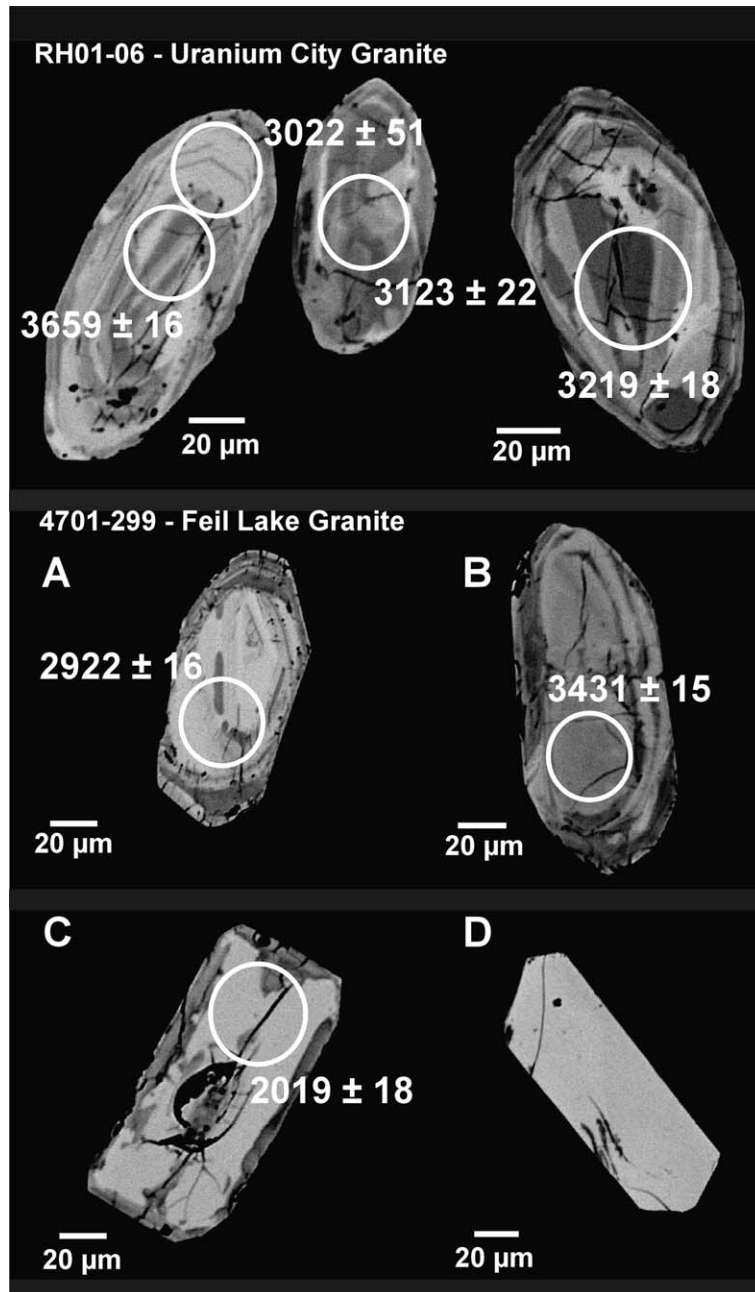 RH01-06 - Uranium City Granite
3022 ± 51
3123 ± 22
3659 ± 16
3219 ± 18
20 µm
20 µm
4701-299 - Feil Lake Granite
A
B
2922 ± 16
3431 ± 15
20 µm
20 µm
C
D
2019 ± 18
20 µm
20 µm